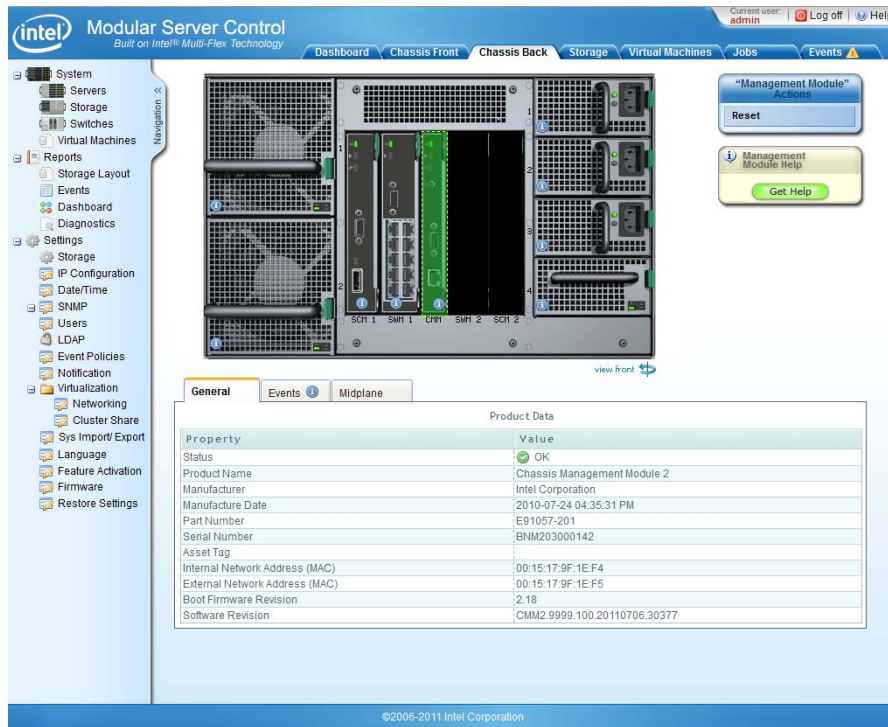 intel
Modular Server Control
Built on Intel® Multi-Flex Technology
Current user:
admin
Log off
Help
Dashboard
Chassis Front
Chassis Back
Storage
Virtual Machines
Jobs
Events
System
Servers
Storage
Switches
Virtual Machines
Reports
Storage Layout
Events
Dashboard
Diagnostics
Settings
Storage
IP Configuration
Date/Time
SNMP
Users
LDAP
Event Policies
Notification
Virtualization
Networking
Cluster Share
Sys Import/ Export
Language
Feature Activation
Firmware
Restore Settings
Navigation
1
2
1
2
3
4
SCM 1
SWM 1
CMM
SWM 2
SCM 2
view front
"Management Module"
Actions
Reset
Management
Module Help
Get Help
General
Events
Midplane
Product Data
Property Value
Status OK
Product Name Chassis Management Module 2
Manufacturer Intel Corporation
Manufacture Date 2010-07-24 04:35:31 PM
Part Number E91057-201
Serial Number BNM203000142
Asset Tag
Internal Network Address (MAC) 00:15:17:9F:1E:F4
External Network Address (MAC) 00:15:17:9F:1E:F5
Boot Firmware Revision 2.18
Software Revision CMM2.9999.100.20110706.30377
©2006-2011 Intel Corporation